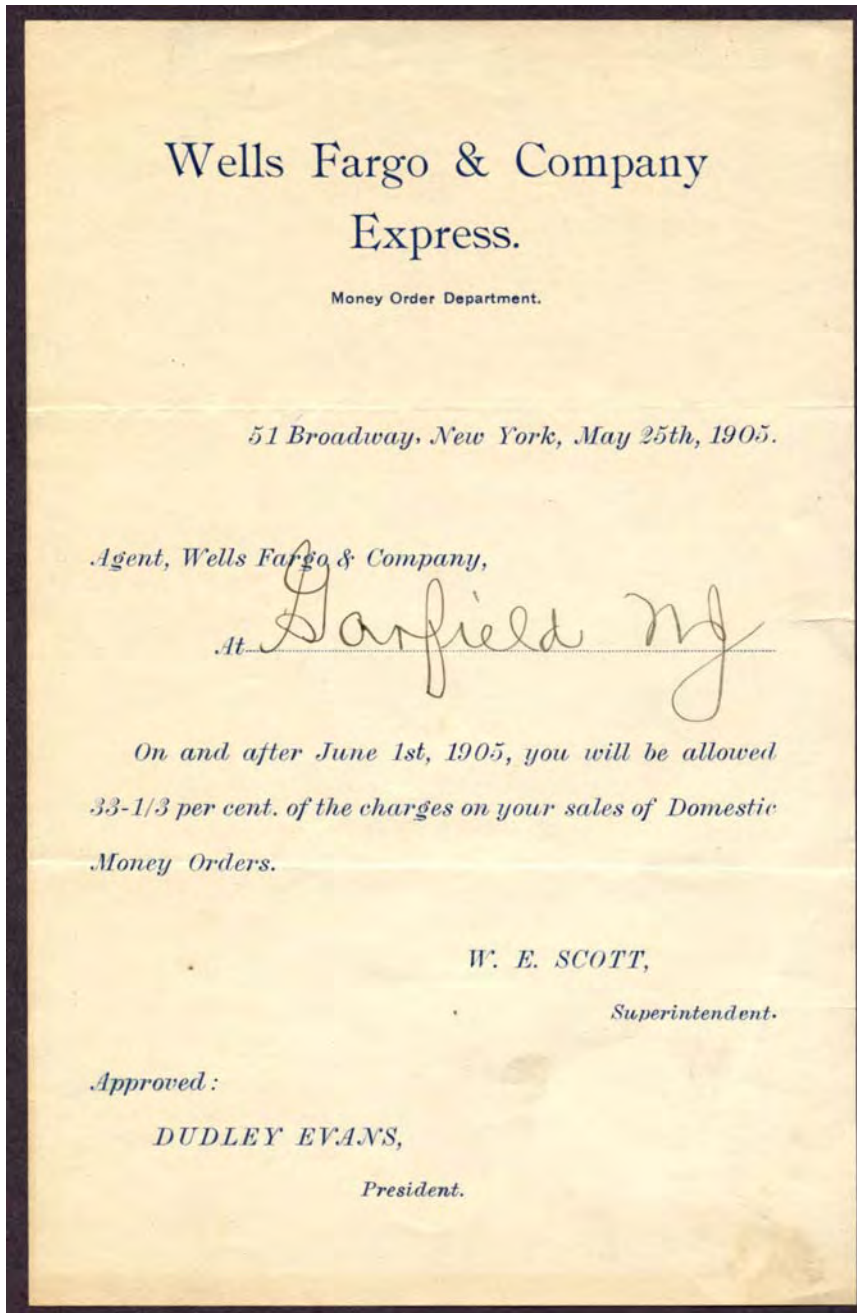 Wells Fargo & Company
Express.
Money Order Department.
51 Broadway, New York, May 25th, 1905.
Agent, Wells Fargo & Company,
At Garfield NJ
On and after June 1st, 1905, you will be allowed
33-1/3 per cent. of the charges on your sales of Domestic
Money Orders.
W. E. SCOTT,
Superintendent.
Approved:
DUDLEY EVANS,
President.